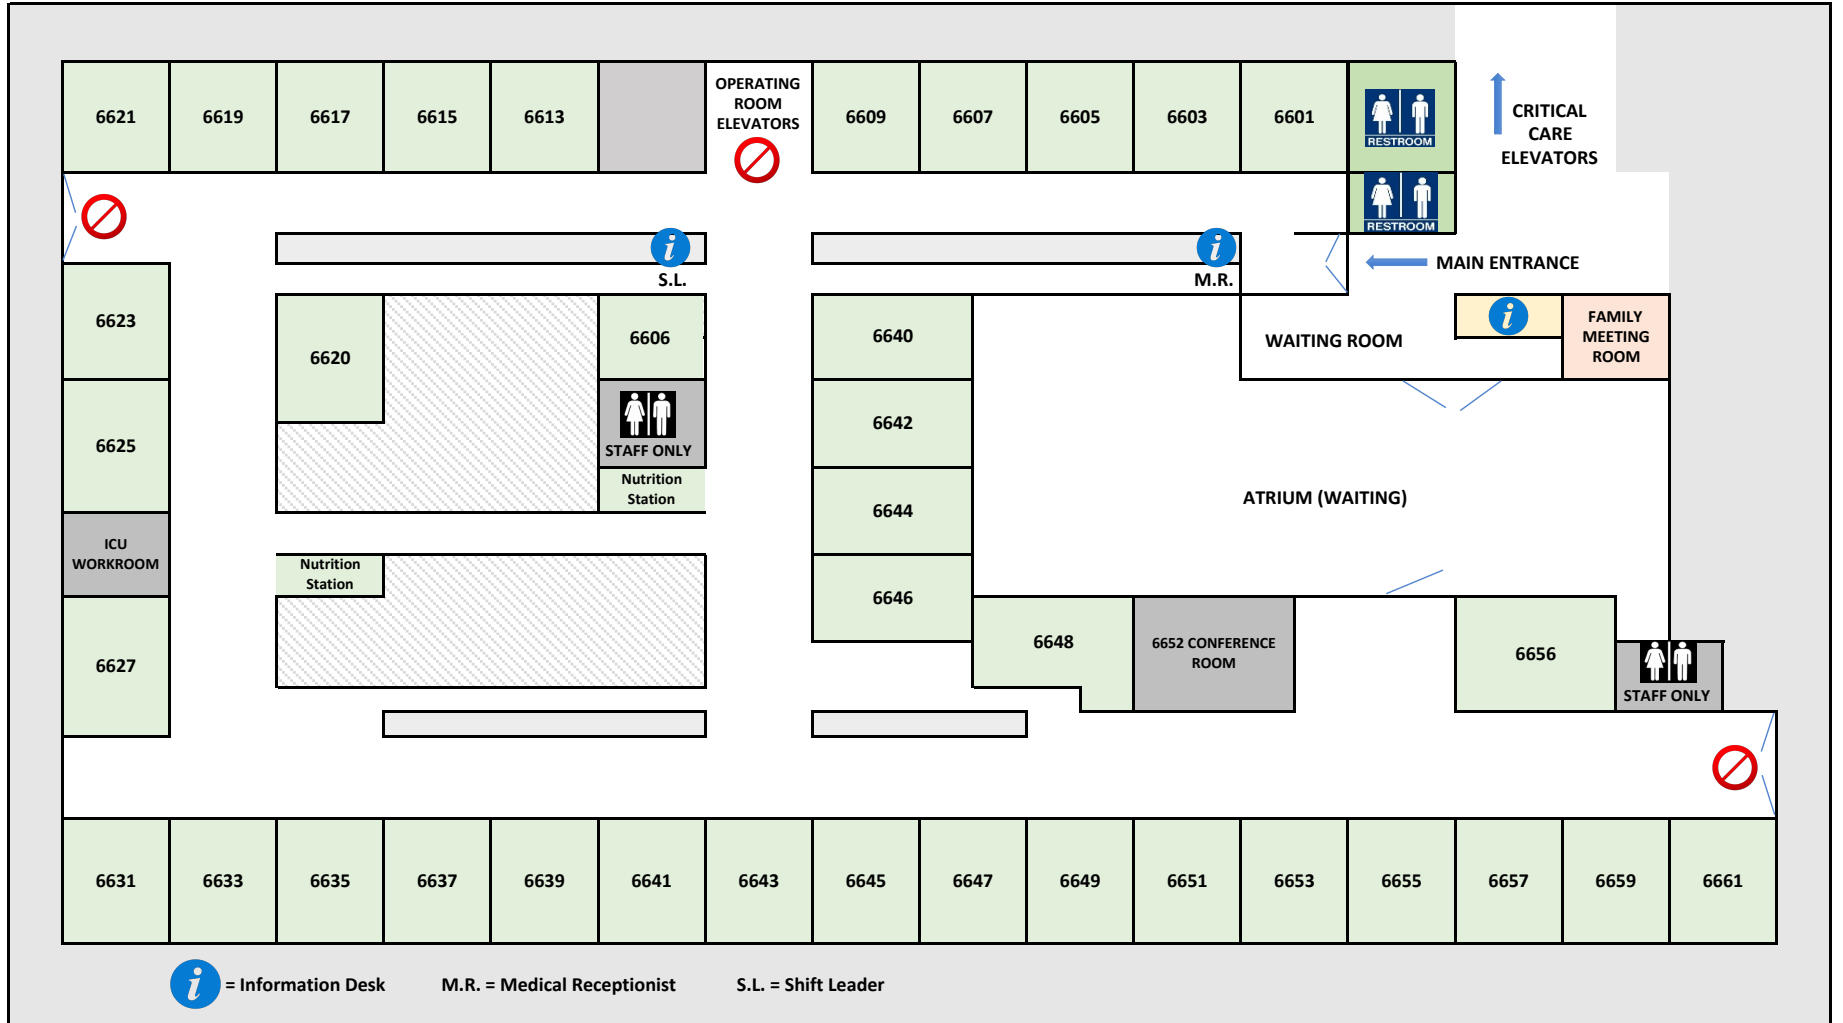 6621
6619
6617
6615
6613
OPERATING
ROOM
ELEVATORS
6609
6607
6605
6603
6601
RESTROOM
CRITICAL
CARE
ELEVATORS
RESTROOM
i
S.L.
i
M.R.
MAIN ENTRANCE
6623
6620
6606
6640
WAITING ROOM
i
FAMILY
MEETING
ROOM
6625
STAFF ONLY
6642
Nutrition
Station
6644
ATRIUM (WAITING)
ICU
WORKROOM
Nutrition
Station
6646
6627
6648
6652 CONFERENCE
ROOM
6656
STAFF ONLY
6631
6633
6635
6637
6639
6641
6643
6645
6647
6649
6651
6653
6655
6657
6659
6661
i = Information Desk
M.R. = Medical Receptionist
S.L. = Shift Leader